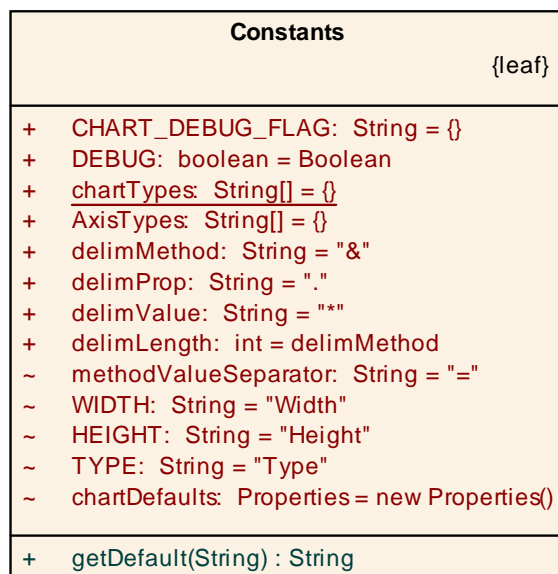 Constants
{leaf}
+ CHART_DEBUG_FLAG: String = {}
+ DEBUG: boolean = Boolean
+ chartTypes: String[] = {}
+ AxisTypes: String[] = {}
+ delimMethod: String = "&"
+ delimProp: String = "."
+ delimValue: String = "*"
+ delimLength: int = delimMethod
~ methodValueSeparator: String = "="
~ WIDTH: String = "Width"
~ HEIGHT: String = "Height"
~ TYPE: String = "Type"
~ chartDefaults: Properties = new Properties()
+ getDefault(String) : String